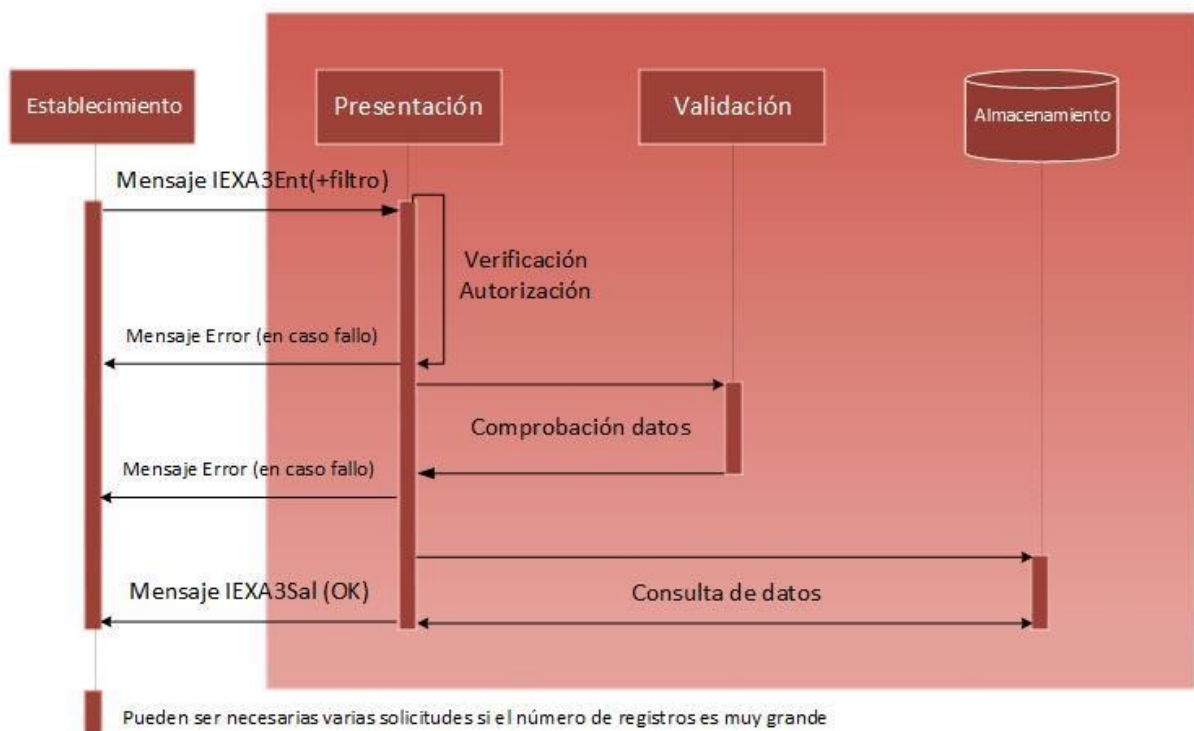 Establecimiento
Presentación
Validación
Almacenamiento
Mensaje IEXA3Ent(+filtro)
Verificación
Autorización
Mensaje Error (en caso fallo)
Comprobación datos
Mensaje Error (en caso fallo)
Mensaje IEXA3Sal (OK)
Consulta de datos
Pueden ser necesarias varias solicitudes si el número de registros es muy grande